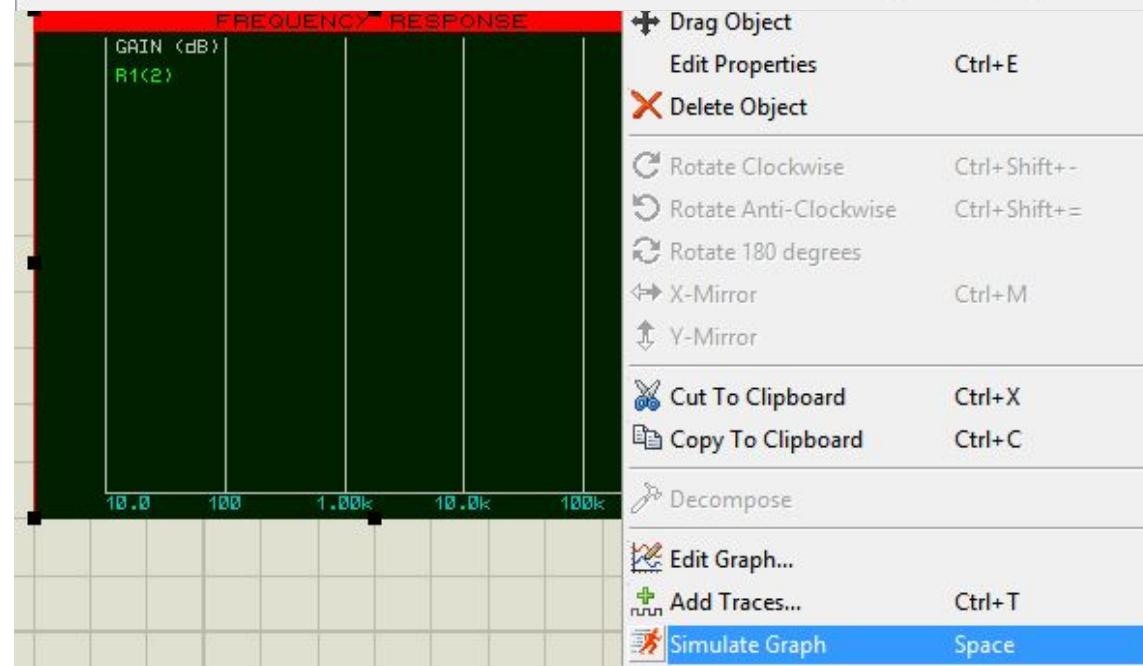 FREQUENCY RESPONSE
GAIN (dB)
R1(2)
10.0 100 1.00k 10.0k 100k
Drag Object
Edit Properties Ctrl+E
Delete Object
Rotate Clockwise Ctrl+Shift+-
Rotate Anti-Clockwise Ctrl+Shift+=
Rotate 180 degrees
X-Mirror Ctrl+M
Y-Mirror
Cut To Clipboard Ctrl+X
Copy To Clipboard Ctrl+C
Decompose
Edit Graph...
Add Traces... Ctrl+T
Simulate Graph Space